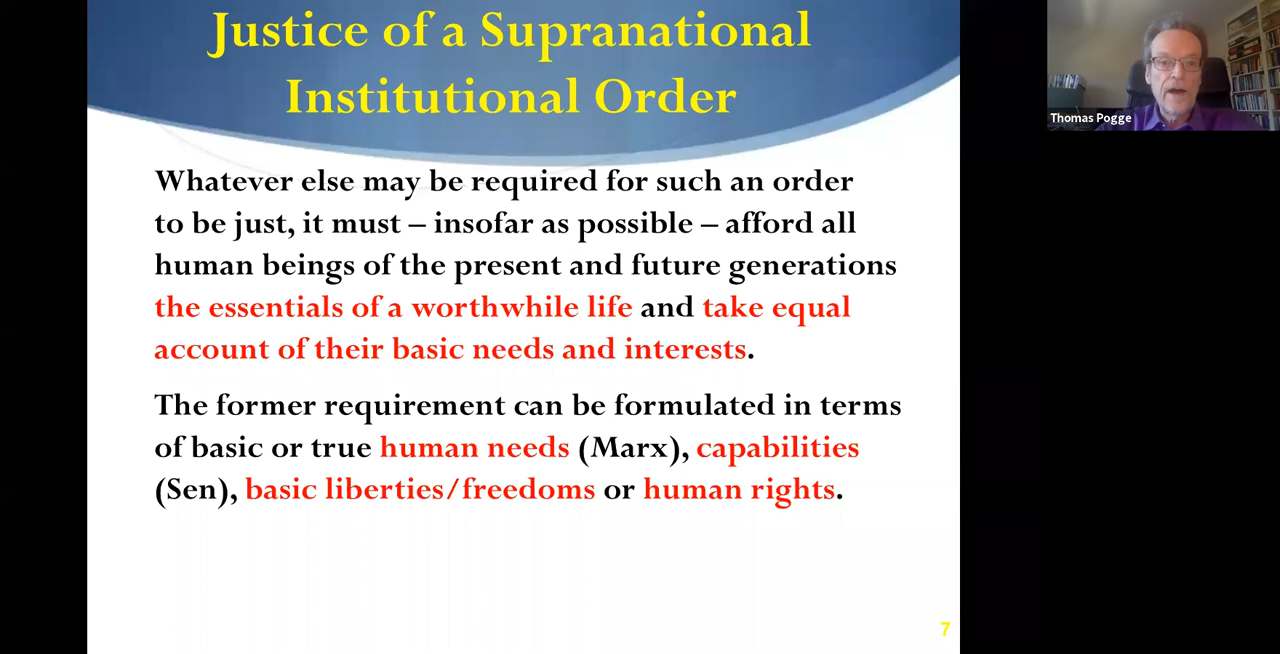 Justice of a Supranational
Institutional Order
Whatever else may be required for such an order
to be just, it must – insofar as possible – afford all
human beings of the present and future generations
the essentials of a worthwhile life and take equal
account of their basic needs and interests.
The former requirement can be formulated in terms
of basic or true human needs (Marx), capabilities
(Sen), basic liberties/freedoms or human rights.
7
Thomas Pogge